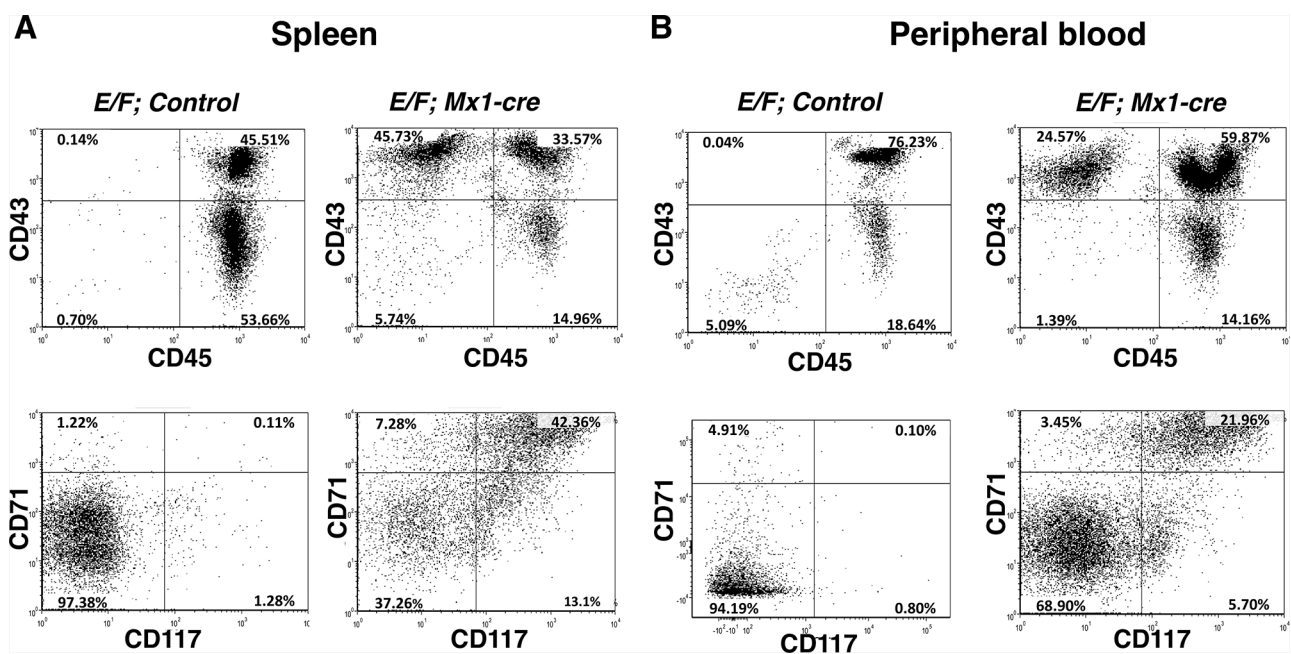 A Spleen B Peripheral blood
E/F; Control E/F; Mx1-cre E/F; Control E/F; Mx1-cre
0.14% 45.51% 45.73% 33.57% 0.04% 76.23% 24.57% 59.87%
CD43 CD43 CD43 CD43
0.70% 53.66% 5.74% 14.96% 5.09% 18.64% 1.39% 14.16%
CD45 CD45 CD45 CD45
1.22% 0.11% 7.28% 42.36% 4.91% 0.10% 3.45% 21.96%
CD71 CD71 CD71 CD71
97.38% 1.28% 37.26% 13.1% 94.19% 0.80% 68.90% 5.70%
CD117 CD117 CD117 CD117